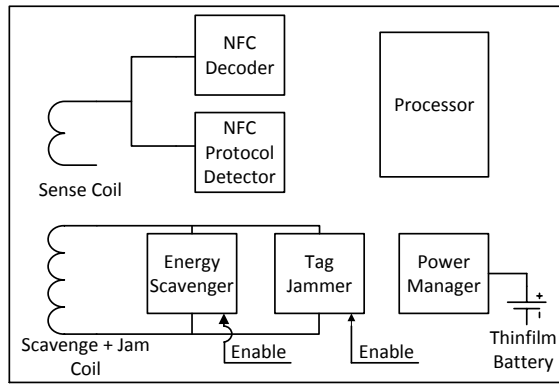 NFC
Decoder
Processor
NFC
Protocol
Detector
Sense Coil
Energy
Scavenger
Tag
Jammer
Power
Manager
+
-
Thinfilm
Battery
Scavenge + Jam
Coil
Enable
Enable